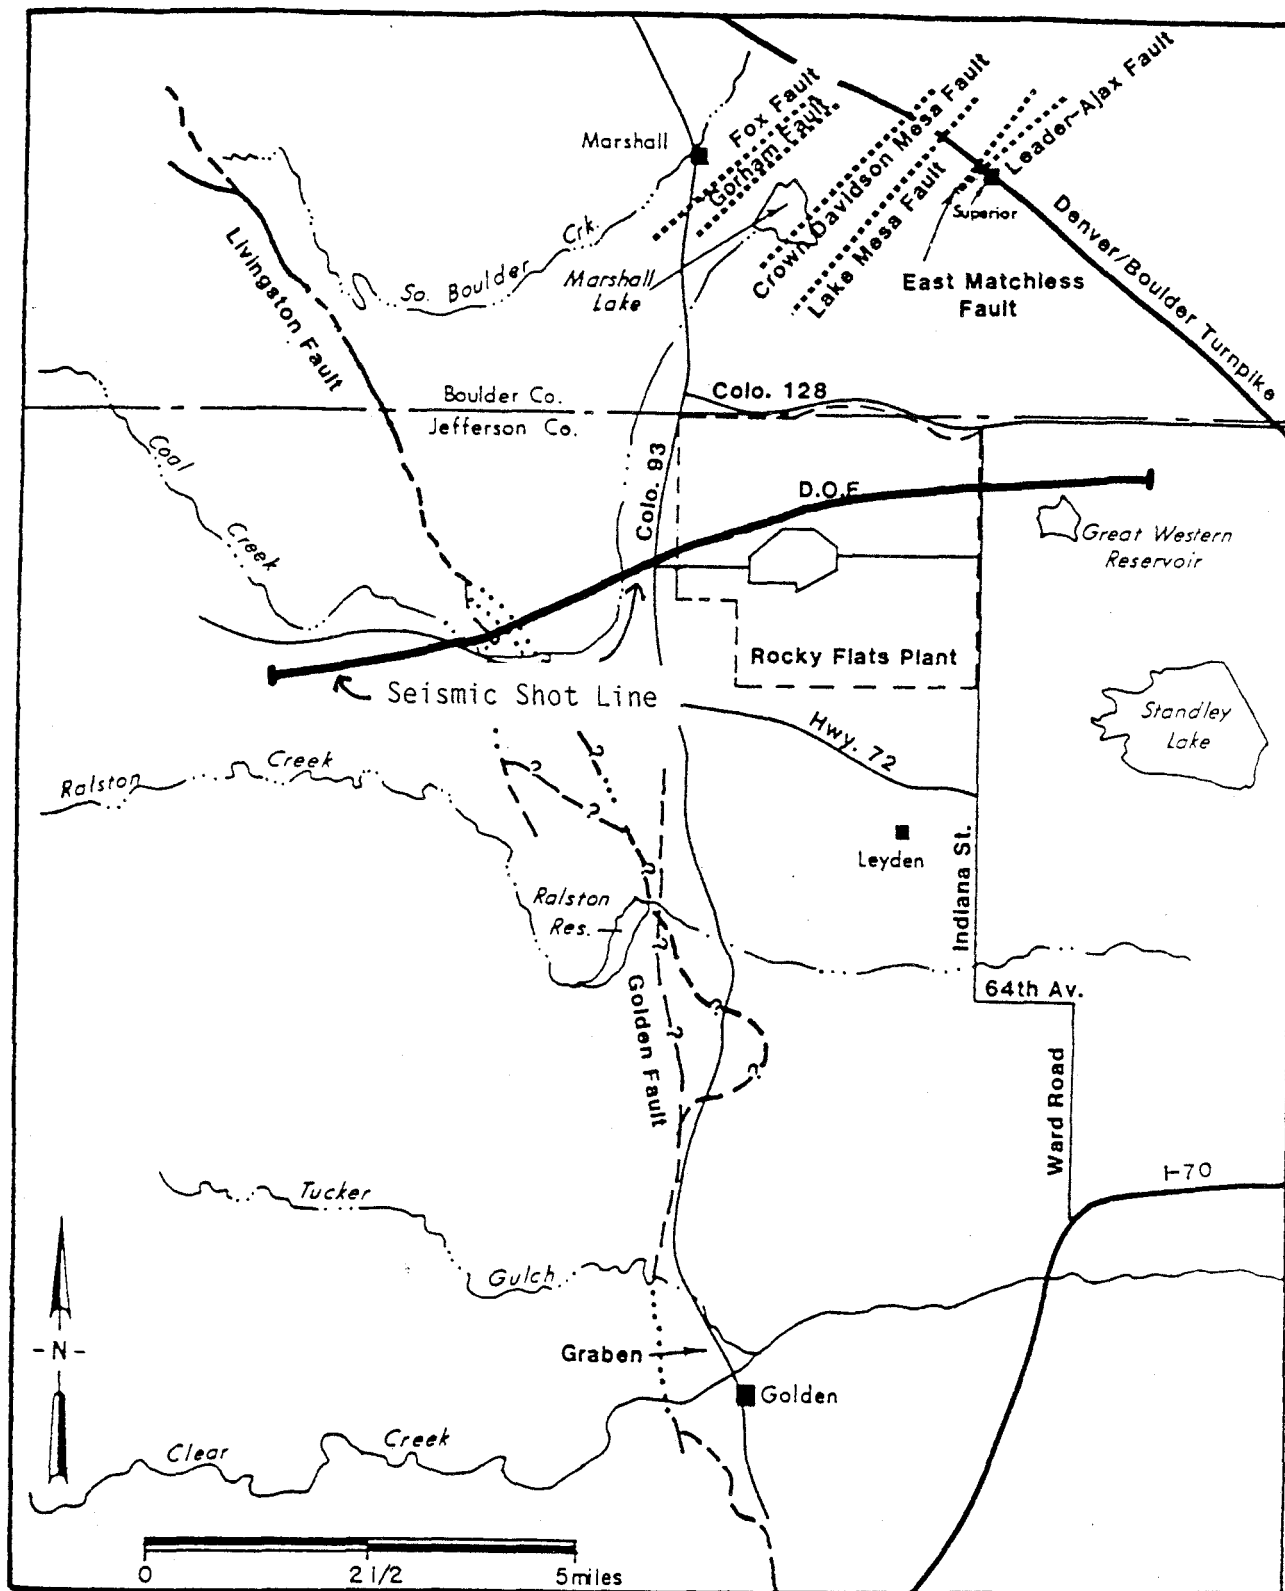 Fox Fault
Gorham Fault
Crown Davidson Mesa Fault
Lake Mesa Fault
Leader-Ajax Fault
Marshall
Superior
Denver/Boulder Turnpike
Livingston Fault
So. Boulder Crk.
Marshall
Lake
East Matchless
Fault
Boulder Co.
Jefferson Co.
Colo. 128
Coal Creek
Colo. 93
D.O.E.
Great Western
Reservoir
Rocky Flats Plant
Seismic Shot Line
Standley
Lake
Hwy. 72
Ralston Creek
?
?
?
?
Leyden
Ralston
Res.
Indiana St.
?
?
?
?
64th Av.
Golden Fault
Ward Road
I-70
Tucker
Gulch
-N-
Graben
Golden
Clear Creek
0 2 1/2 5 miles